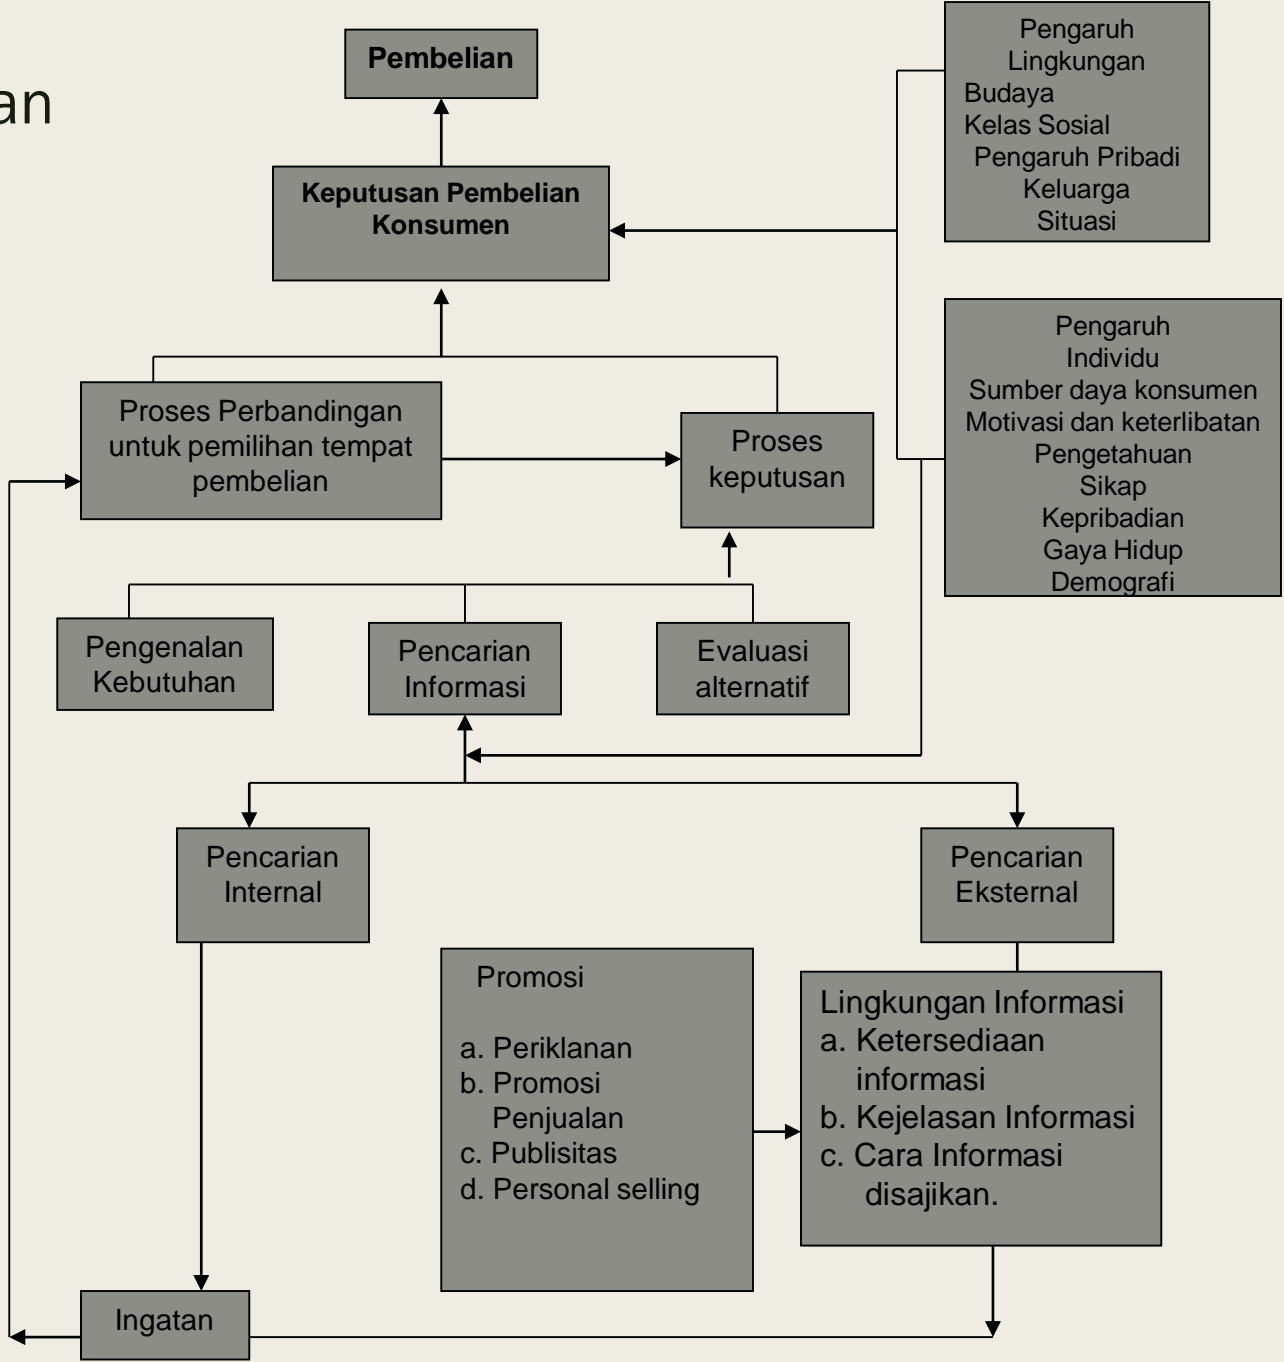 an
Pembelian
Keputusan Pembelian
Konsumen
Pengaruh
Lingkungan
Budaya
Kelas Sosial
Pengaruh Pribadi
Keluarga
Situasi
Pengaruh
Individu
Sumber daya konsumen
Motivasi dan keterlibatan
Pengetahuan
Sikap
Kepribadian
Gaya Hidup
Demografi
Proses Perbandingan
untuk pemilihan tempat
pembelian
Proses
keputusan
Pengenalan
Kebutuhan
Pencarian
Informasi
Evaluasi
alternatif
Pencarian
Internal
Pencarian
Eksternal
Promosi
a. Periklanan
b. Promosi
Penjualan
c. Publisitas
d. Personal selling
Lingkungan Informasi
a. Ketersediaan
informasi
b. Kejelasan Informasi
c. Cara Informasi
disajikan.
Ingatan